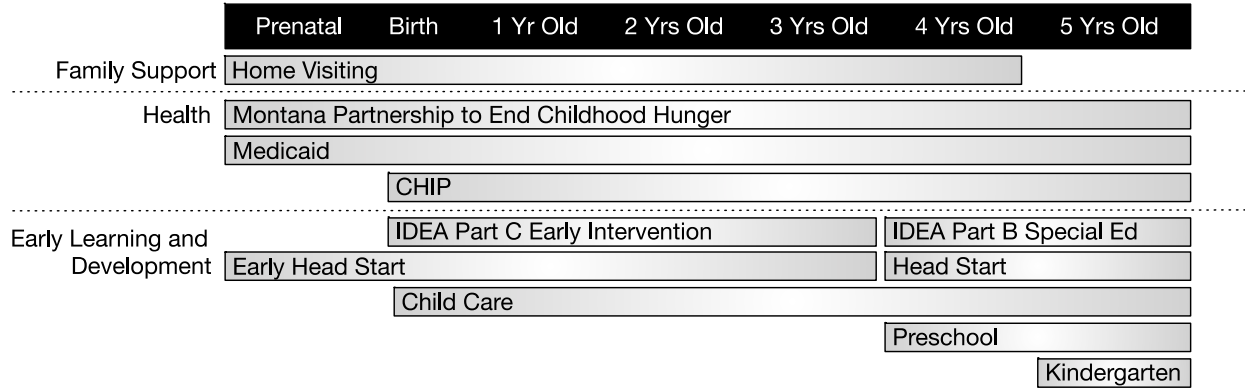 Prenatal Birth 1 Yr Old 2 Yrs Old 3 Yrs Old 4 Yrs Old 5 Yrs Old
Family Support Home Visiting
Health Montana Partnership to End Childhood Hunger
Medicaid
CHIP
Early Learning and
Development
IDEA Part C Early Intervention IDEA Part B Special Ed
Early Head Start Head Start
Child Care
Preschool
Kindergarten